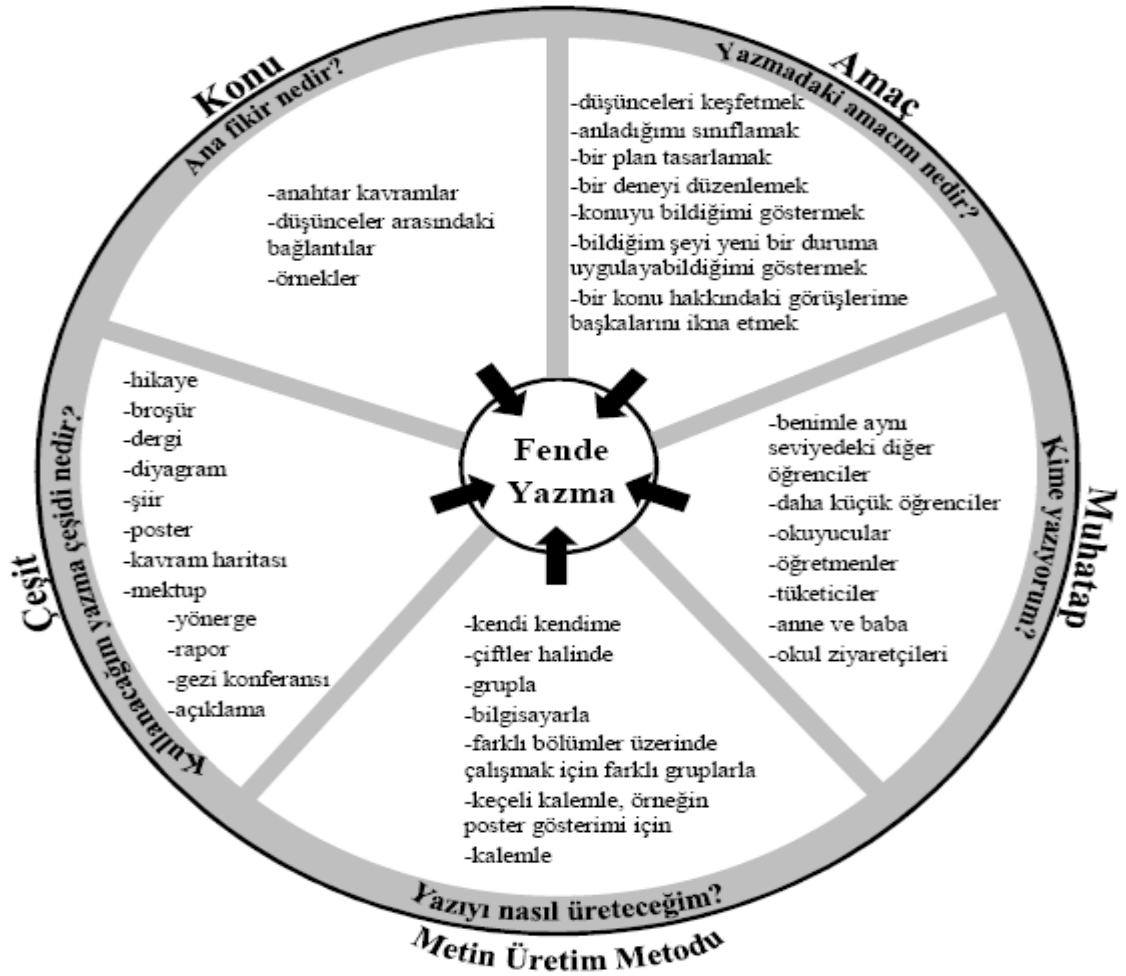 Konu
Ana fikir nedir?
-anahtar kavramlar
-düşünceler arasındaki
bağlantılar
-örnekler
Amaç
Yazmadaki amacım nedir?
-düşünceleri keşfetmek
-anladığımı sınıflamak
-bir plan tasarlamak
-bir deneyi düzenlemek
-konuyu bildiğimi göstermek
-bildiğim şeyi yeni bir duruma
uygulayabildiğimi göstermek
-bir konu hakkındaki görüşlerime
başkalarını ikna etmek
Muhatap
Kime yazıyorum?
-benimle aynı
seviyedeki diğer
öğrenciler
-daha küçük öğrenciler
-okuyucular
-öğretmenler
-tüketiciler
-anne ve baba
-okul ziyaretçileri
Fende
Yazma
Çeşit
Kullanacağım yazma çeşidi nedir?
-hikaye
-broşür
-dergi
-diyagram
-şiir
-poster
-kavram haritası
-mektup
-yönerge
-rapor
-gezi konferansı
-açıklama
-kendi kendime
-çiftler halinde
-grupla
-bilgisayarla
-farklı bölümler üzerinde
çalışmak için farklı gruplarla
-keçeli kalemle, örneğin
poster gösterimi için
-kalemle
Yazıyı nasıl üreteceğim?
Metin Üretim Metodu